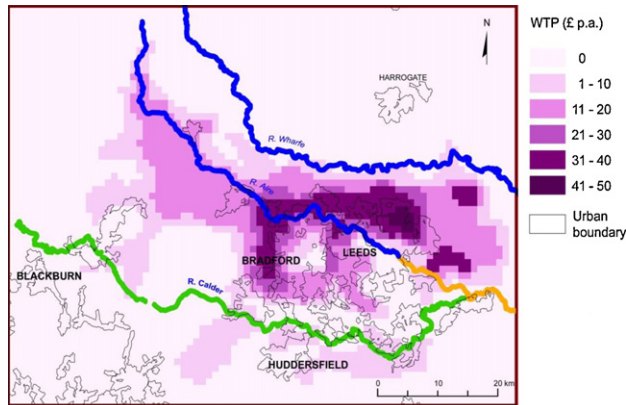 WTP (£ p.a.)
0
1 - 10
11 - 20
21 - 30
31 - 40
41 - 50
Urban
boundary
N
HARROGATE
R. Wharfe
R. Aire
BRADFORD
LEEDS
BLACKBURN
R. Calder
HUDDERSFIELD
0 10 20 km